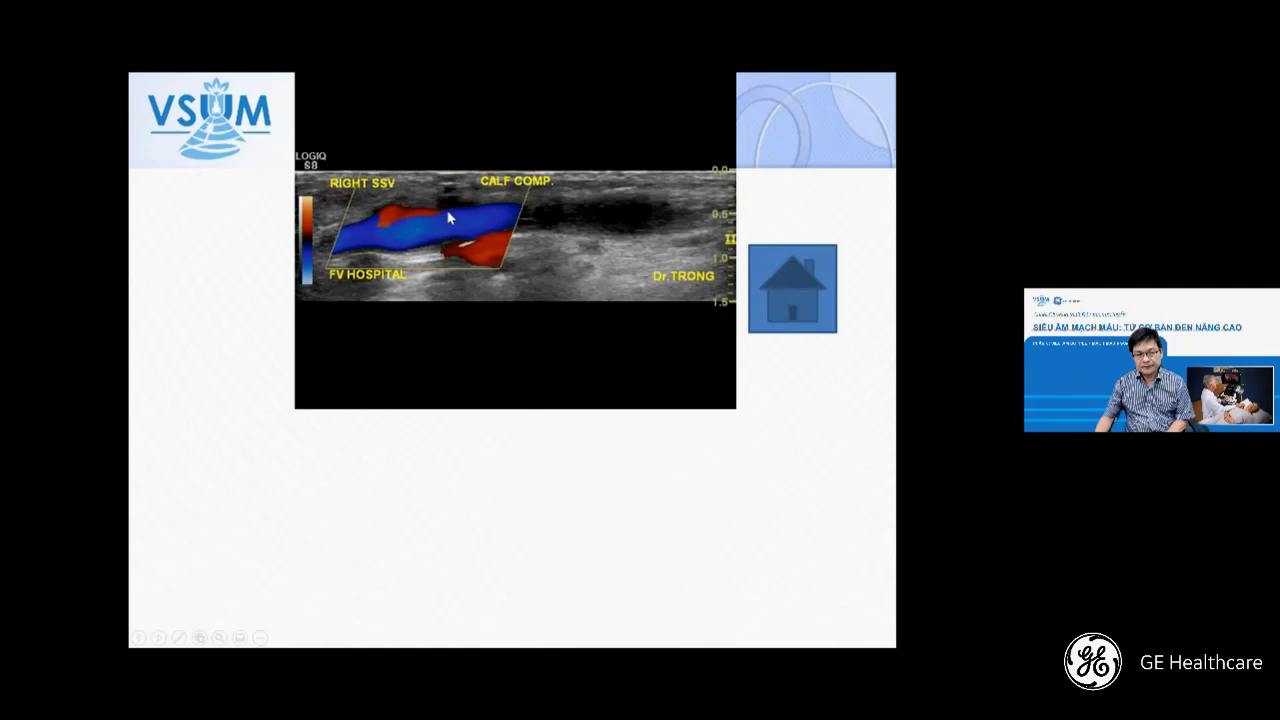 VSUM
LOGIQ
S8
RIGHT SSV
CALF COMP.
0.0
0.5
1.0
1.5
FV HOSPITAL
Dr.TRONG
VSUM
SIÊU ÂM MẠCH MÁU: TỪ CƠ BẢN ĐẾN NÂNG CAO
GE Healthcare